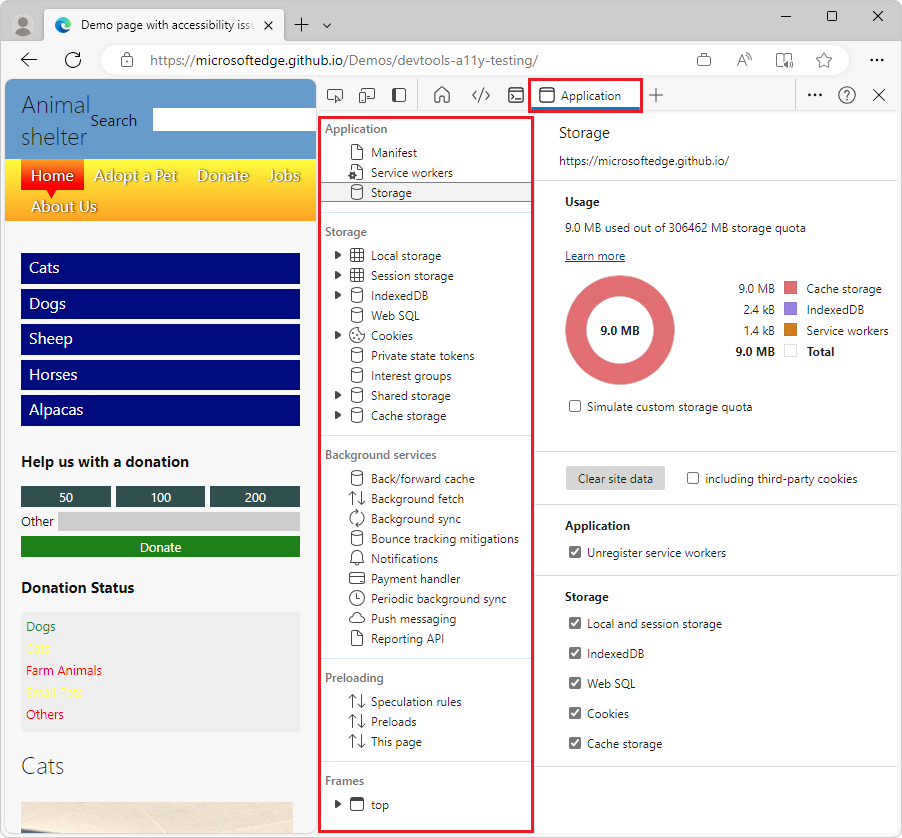 Demo page with accessibility issu
https://microsoftedge.github.io/Demos/devtools-a11y-testing/
Animal
shelter
Search
Home
Adopt a Pet
Donate
Jobs
About Us
Cats
Dogs
Sheep
Horses
Alpacas
Help us with a donation
50
100
200
Other
Donate
Donation Status
Dogs
Cats
Farm Animals
Small Pets
Others
Cats
Application
Application
Manifest
Service workers
Storage
Storage
Local storage
Session storage
IndexedDB
Web SQL
Cookies
Private state tokens
Interest groups
Shared storage
Cache storage
Background services
Back/forward cache
Background fetch
Background sync
Bounce tracking mitigations
Notifications
Payment handler
Periodic background sync
Push messaging
Reporting API
Preloading
Speculation rules
Preloads
This page
Frames
top
Storage
https://microsoftedge.github.io/
Usage
9.0 MB used out of 306462 MB storage quota
Learn more
9.0 MB
9.0 MB Cache storage
2.4 kB IndexedDB
1.4 kB Service workers
9.0 MB Total
Simulate custom storage quota
Clear site data
including third-party cookies
Application
Unregister service workers
Storage
Local and session storage
IndexedDB
Web SQL
Cookies
Cache storage